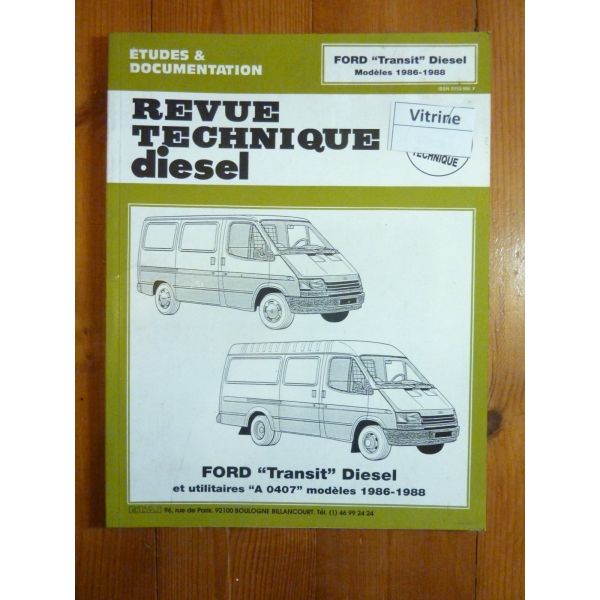 ÉTUDES &
DOCUMENTATION
FORD "Transit" Diesel
Modèles 1986-1988
REVUE
TECHNIQUE
diesel
Vitrine
TECHNIQUE
FORD "Transit" Diesel
et utilitaires "A 0407" modèles 1986-1988
96, rue de Paris. 92100 BOULOGNE BILLANCOURT. Tél. (1) 46 99 24 24